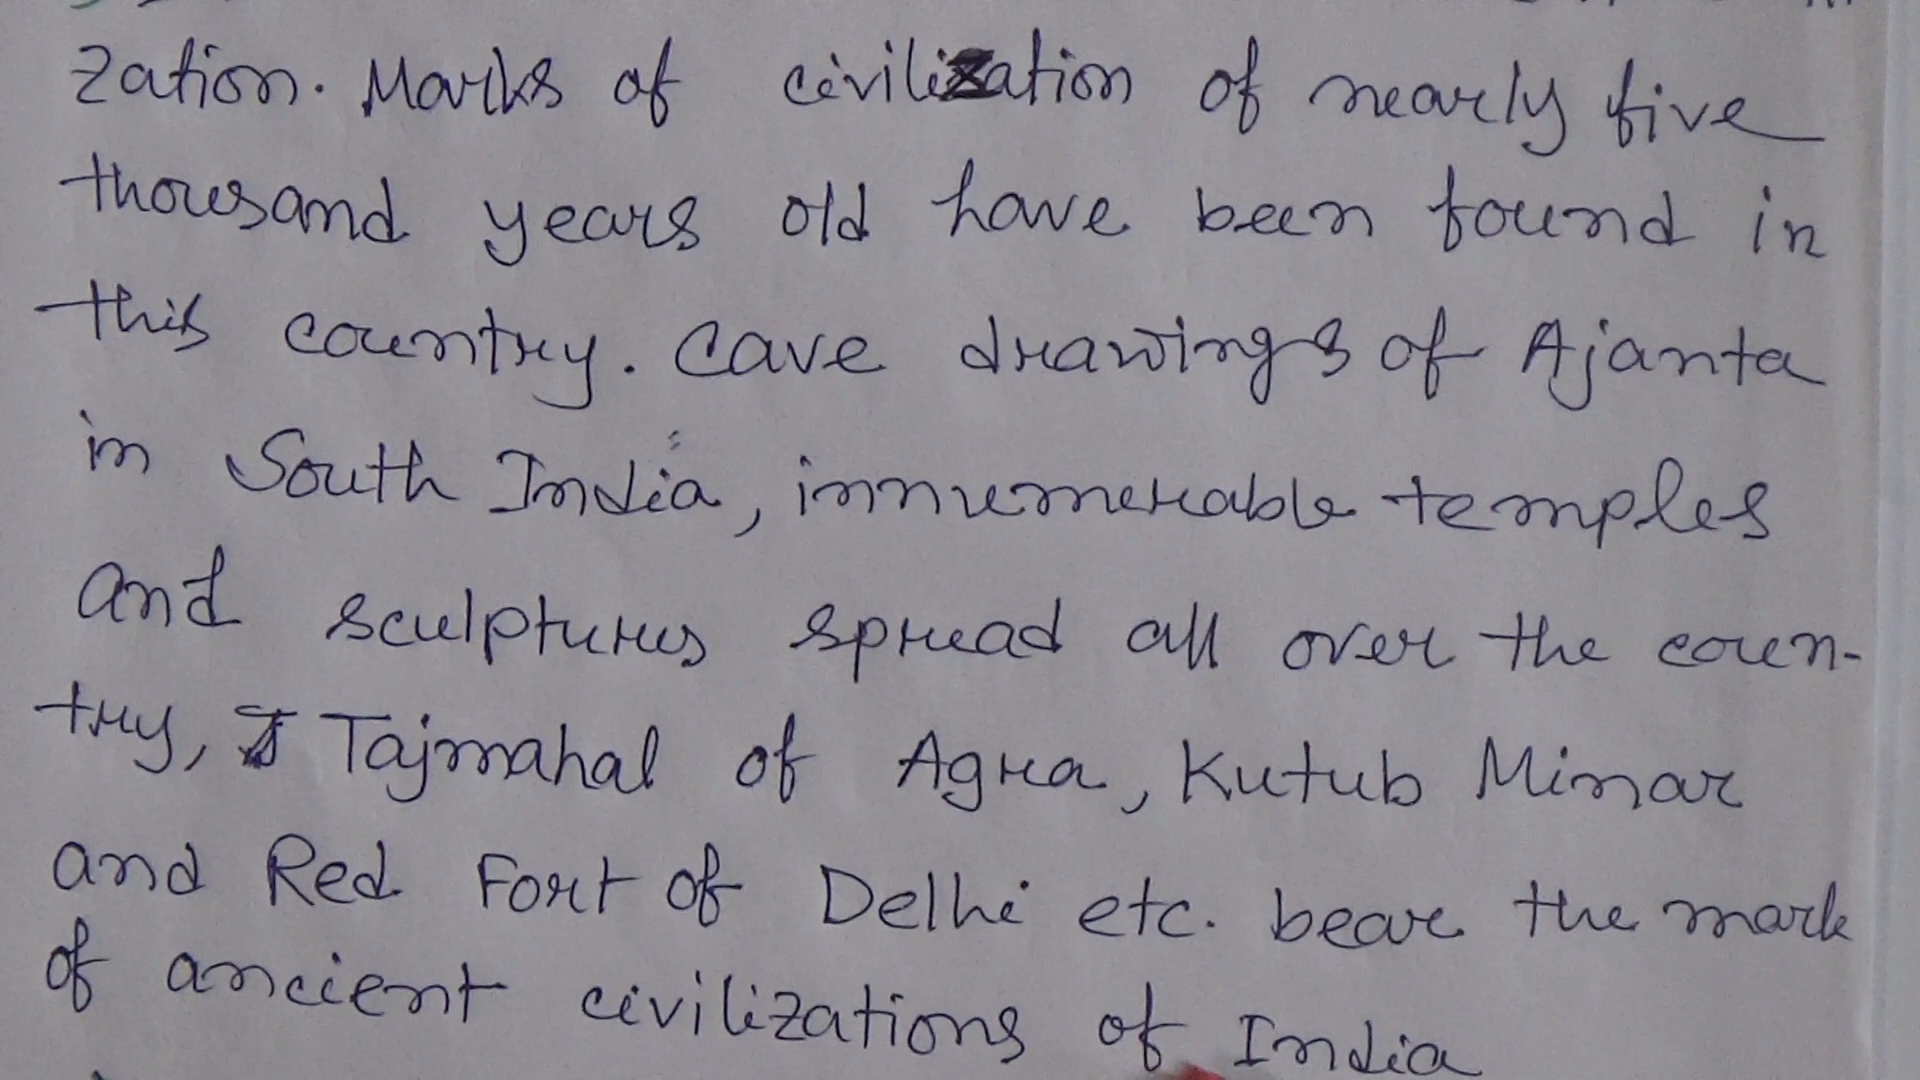 zation. Marks of civilization of nearly five
thousand years old have been found in
this country. Cave drawings of Ajanta
in South India, innumerable temples
and sculptures spread all over the coun-
try, Tajmahal of Agra, Kutub Minar
and Red Fort of Delhi etc. bear the mark
of ancient civilizations of India